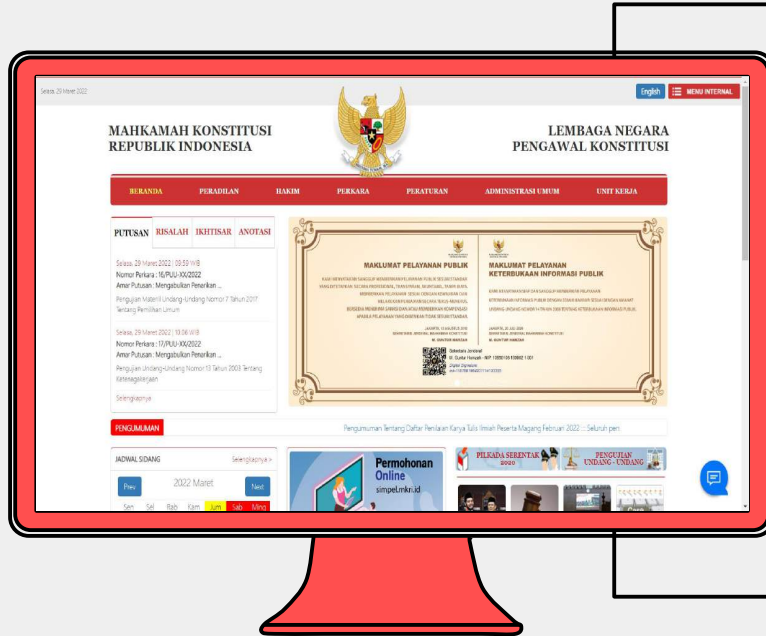 Selasa, 29 Maret 2022
English
MENU INTERNAL
MAHKAMAH KONSTITUSI
REPUBLIK INDONESIA
LEMBAGA NEGARA
PENGAWAL KONSTITUSI
BERANDA PERADILAN HAKIM PERKARA PERATURAN ADMINISTRASI UMUM UNIT KERJA
PUTUSAN RISALAH IKHTISAR ANOTASI
Selasa, 29 Maret 2022 | 09:59 WIB
Nomor Perkara : 16/PUU-XX/2022
Amar Putusan : Mengabulkan Penarikan ...
Pengujian Materiil Undang-Undang Nomor 7 Tahun 2017
Tentang Pemilihan Umum
Selasa, 29 Maret 2022 | 10:06 WIB
Nomor Perkara : 17/PUU-XX/2022
Amar Putusan : Mengabulkan Penarikan ...
Pengujian Undang-Undang Nomor 13 Tahun 2003 Tentang
Ketenagakerjaan
Selengkapnya
MAKLUMAT PELAYANAN PUBLIK
MAKLUMAT PELAYANAN
KETERBUKAAN INFORMASI PUBLIK
Sekretaris Jenderal
M. Guntur Hamzah
Digital Signature
PENGUMUMAN
Pengumuman Tentang Daftar Penilaian Karya Tulis Ilmiah Peserta Magang Februari 2022 ::: Seluruh peri
JADWAL SIDANG
Selengkapnya >
Prev
2022 Maret
Next
Sen Sel Rab Kam Jum Sab Ming
Permohonan
Online
simpel.mkri.id
PILKADA SERENTAK
2020
PENGUJIAN
UNDANG - UNDANG